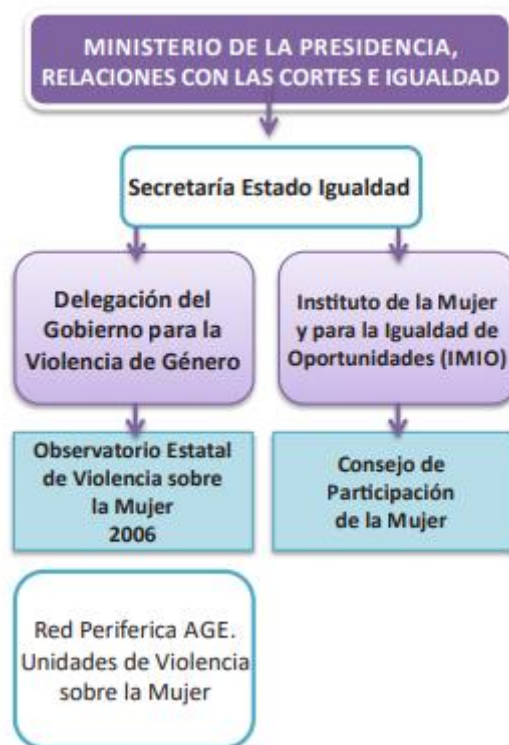 MINISTERIO DE LA PRESIDENCIA,
RELACIONES CON LAS CORTES E IGUALDAD
Secretaría Estado Igualdad
Delegación del
Gobierno para la
Violencia de Género
Instituto de la Mujer
y para la Igualdad de
Oportunidades (IMIO)
Observatorio Estatal
de Violencia sobre
la Mujer
2006
Consejo de
Participación
de la Mujer
Red Periferica AGE.
Unidades de Violencia
sobre la Mujer